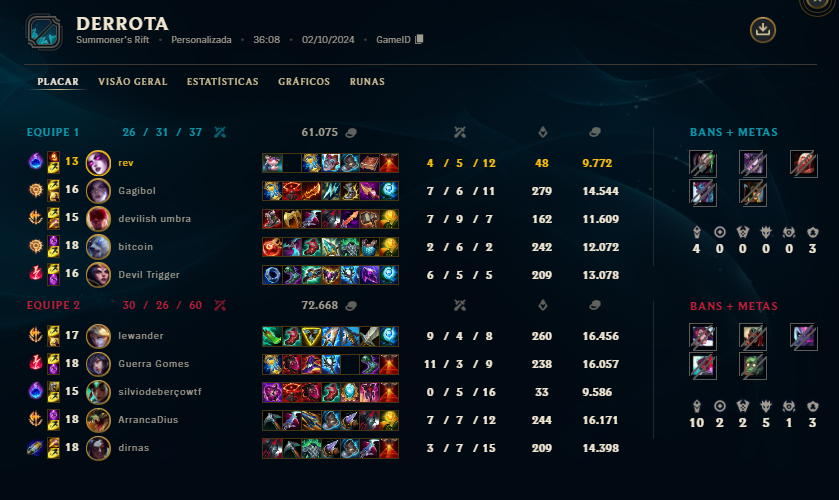 DERROTA
Summoner's Rift • Personalizada • 36:08 • 02/10/2024 • GameID
PLACAR VISÃO GERAL ESTATÍSTICAS GRÁFICOS RUNAS
EQUIPE 1 26 / 31 / 37 61.075 BANS + METAS
13 rev 4 / 5 / 12 48 9.772
16 Gagibol 7 / 6 / 11 279 14.544
15 devilish umbra 7 / 9 / 7 162 11.609
18 bitcoin 2 / 6 / 2 242 12.072
4 0 0 0 0 3
16 Devil Trigger 6 / 5 / 5 209 13.078
EQUIPE 2 30 / 26 / 60 72.668 BANS + METAS
17 lewander 9 / 4 / 8 260 16.456
18 Guerra Gomes 11 / 3 / 9 238 16.057
15 silviodeberçowtf 0 / 5 / 16 33 9.586
18 ArrancaDius 7 / 7 / 12 244 16.171
10 2 2 5 1 3
18 dirnas 3 / 7 / 15 209 14.398